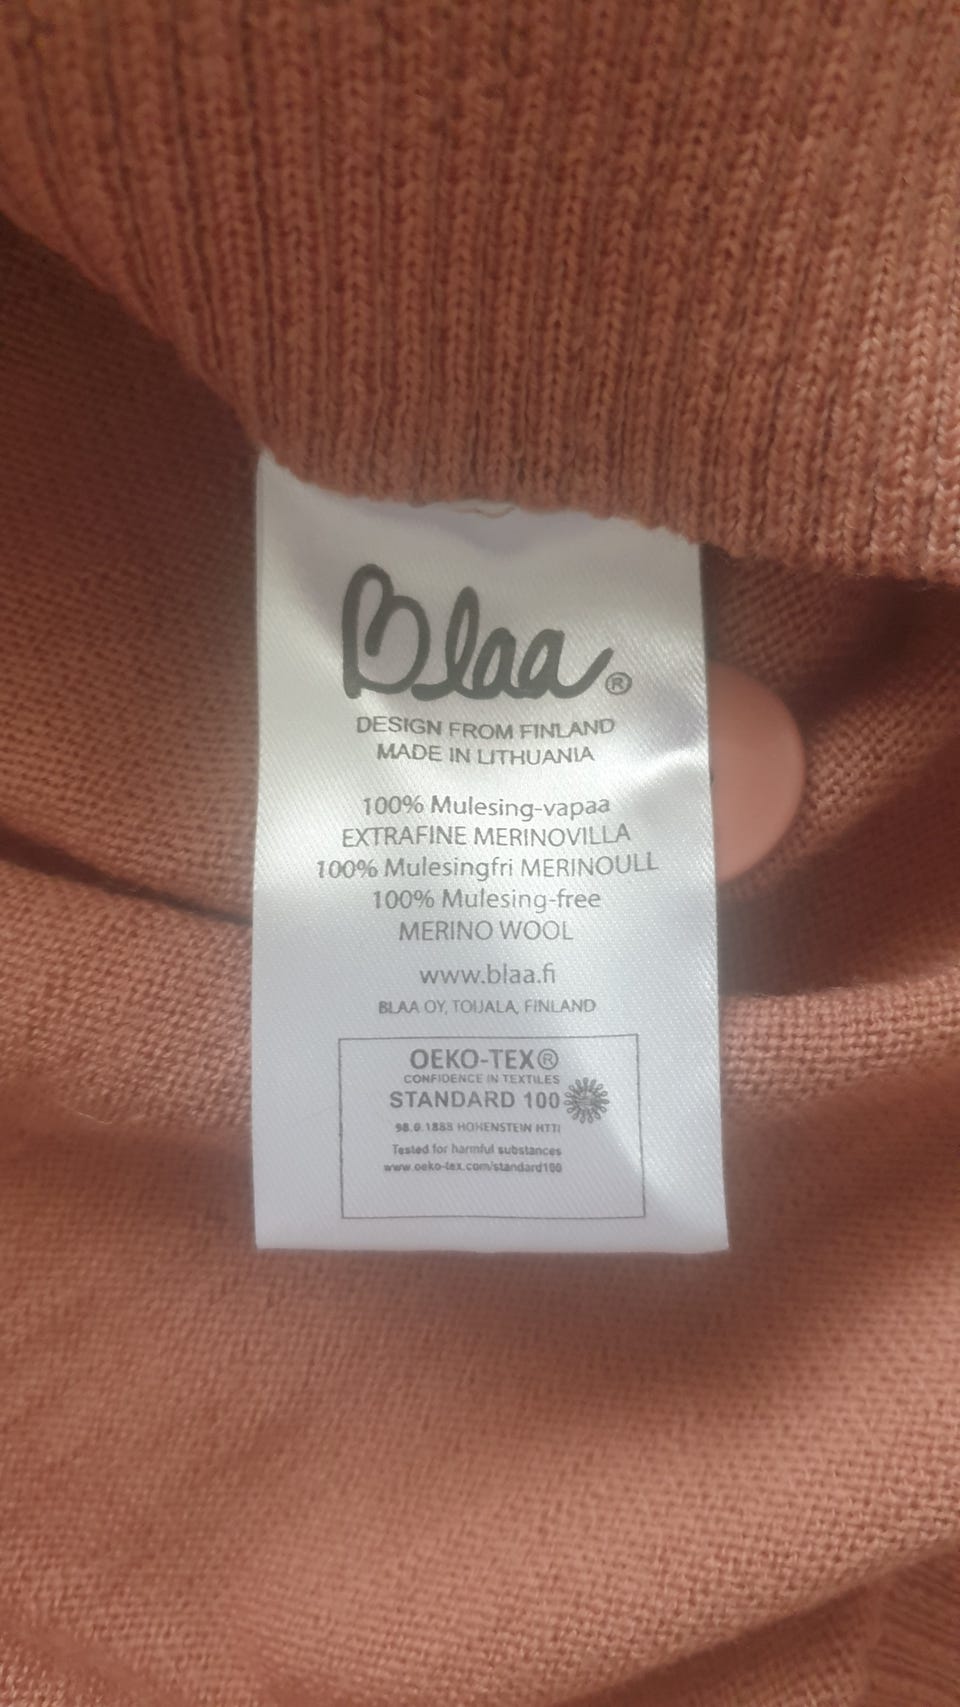 Blaa®
DESIGN FROM FINLAND
MADE IN LITHUANIA
100% Mulesing-vapaa
EXTRAFINE MERINOVILLA
100% Mulesingfri MERINOULL
100% Mulesing-free
MERINO WOOL
www.blaa.fi
BLAA OY, TOIJALA, FINLAND
OEKO-TEX®
CONFIDENCE IN TEXTILES
STANDARD 100
98.0.1888 HOHENSTEIN HTTI
Tested for harmful substances
www.oeko-tex.com/standard100